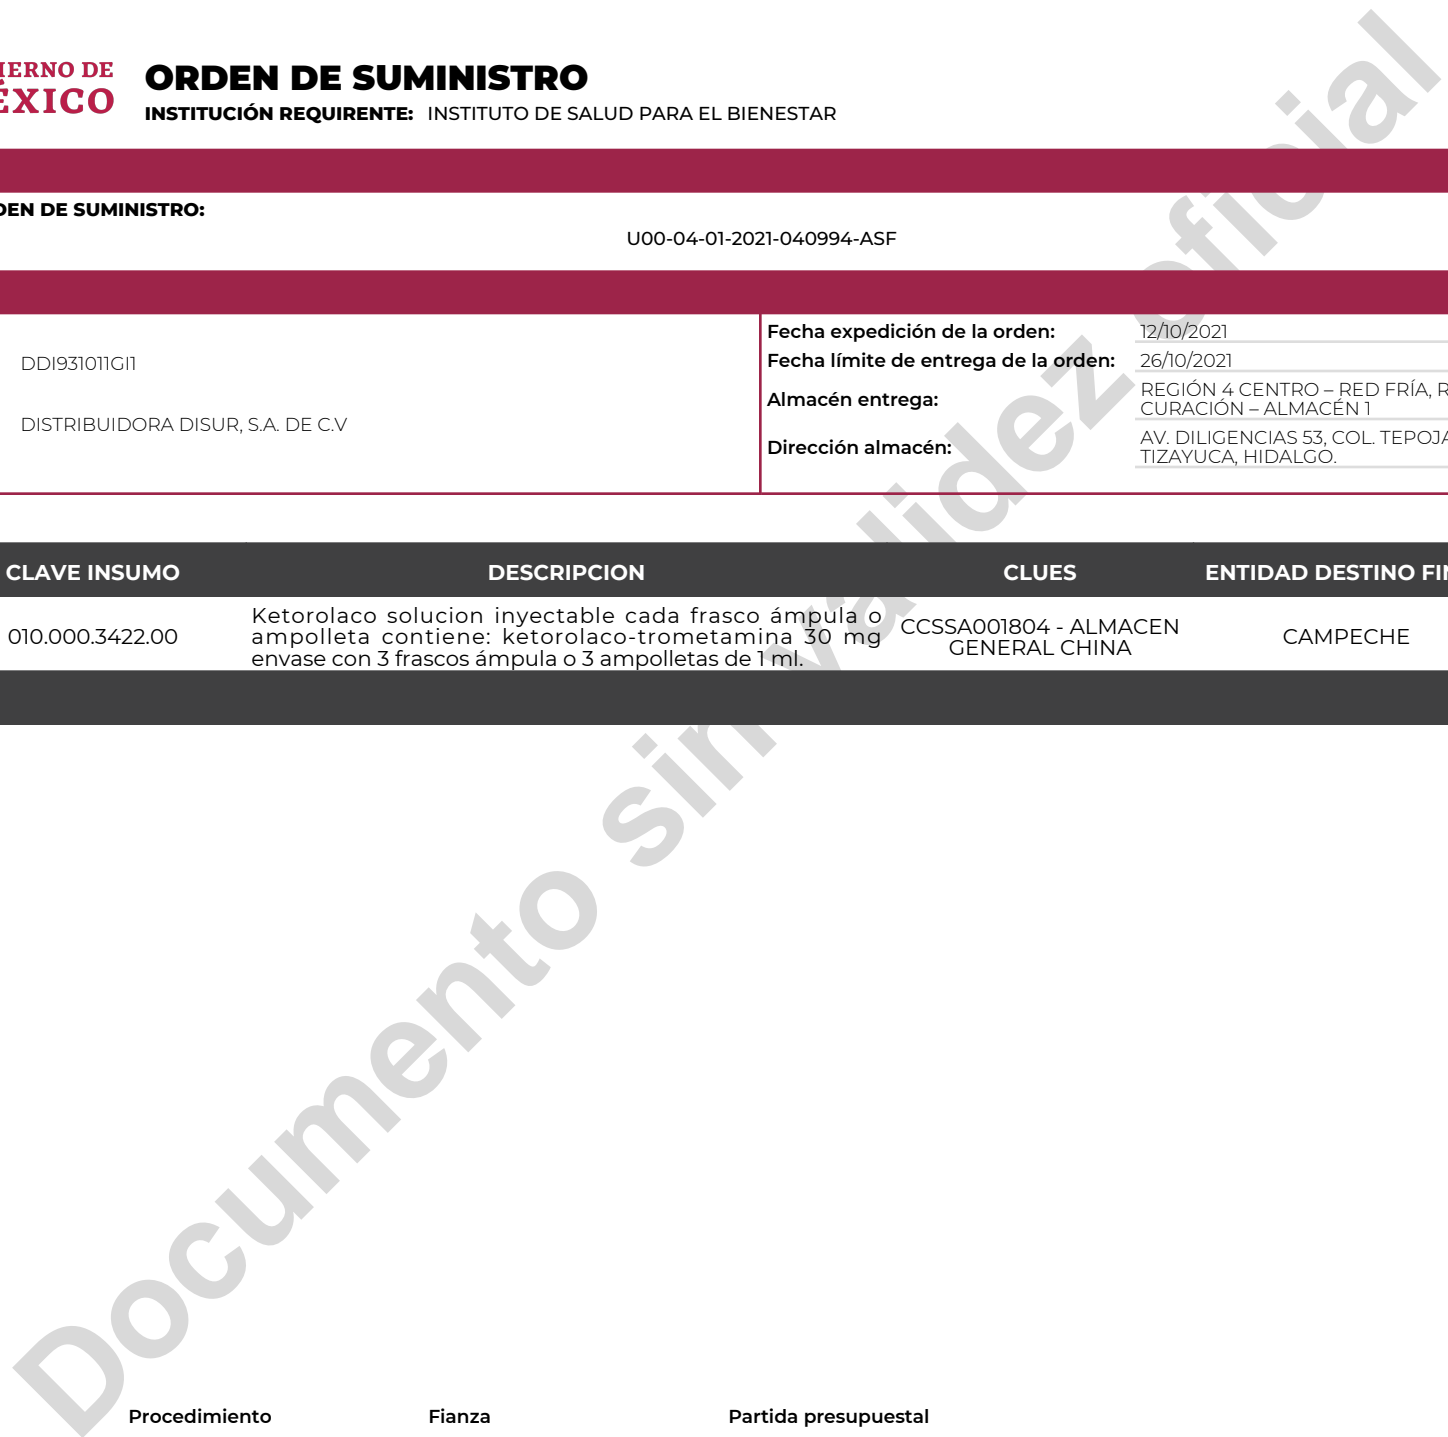 IERNO DE
ÉXICO
ORDEN DE SUMINISTRO
INSTITUCIÓN REQUIRENTE: INSTITUTO DE SALUD PARA EL BIENESTAR
DEN DE SUMINISTRO:
U00-04-01-2021-040994-ASF
DDI931011GI1
DISTRIBUIDORA DISUR, S.A. DE C.V
Fecha expedición de la orden: 12/10/2021
Fecha límite de entrega de la orden: 26/10/2021
Almacén entrega: REGIÓN 4 CENTRO – RED FRÍA, R
CURACIÓN – ALMACÉN 1
Dirección almacén: AV. DILIGENCIAS 53, COL. TEPOJA
TIZAYUCA, HIDALGO.
CLAVE INSUMO DESCRIPCION CLUES ENTIDAD DESTINO FIN
010.000.3422.00
Ketorolaco solucion inyectable cada frasco ámpula o
ampolleta contiene: ketorolaco-trometamina 30 mg
envase con 3 frascos ámpula o 3 ampolletas de 1 ml.
CCSSA001804 - ALMACEN
GENERAL CHINA
CAMPECHE
Documento sin validez oficial
Procedimiento Fianza Partida presupuestal